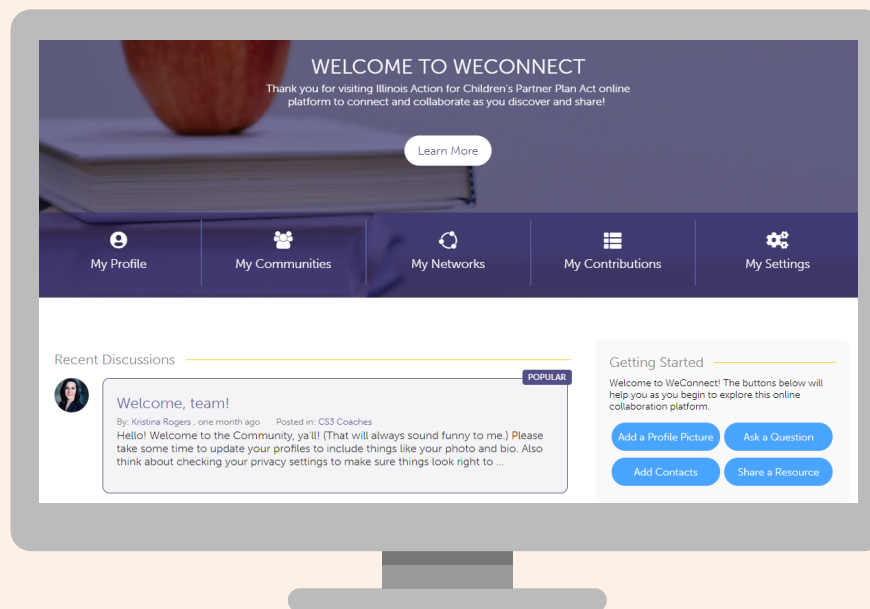 WELCOME TO WECONNECT
Thank you for visiting Illinois Action for Children's Partner Plan Act online
platform to connect and collaborate as you discover and share!
Learn More
My Profile
My Communities
My Networks
My Contributions
My Settings
Recent Discussions
POPULAR
Welcome, team!
By: Kristina Rogers , one month ago Posted in: CS3 Coaches
Hello! Welcome to the Community, ya'll! (That will always sound funny to me.) Please
take some time to update your profiles to include things like your photo and bio. Also
think about checking your privacy settings to make sure things look right to ...
Getting Started
Welcome to WeConnect! The buttons below will
help you as you begin to explore this online
collaboration platform.
Add a Profile Picture
Ask a Question
Add Contacts
Share a Resource